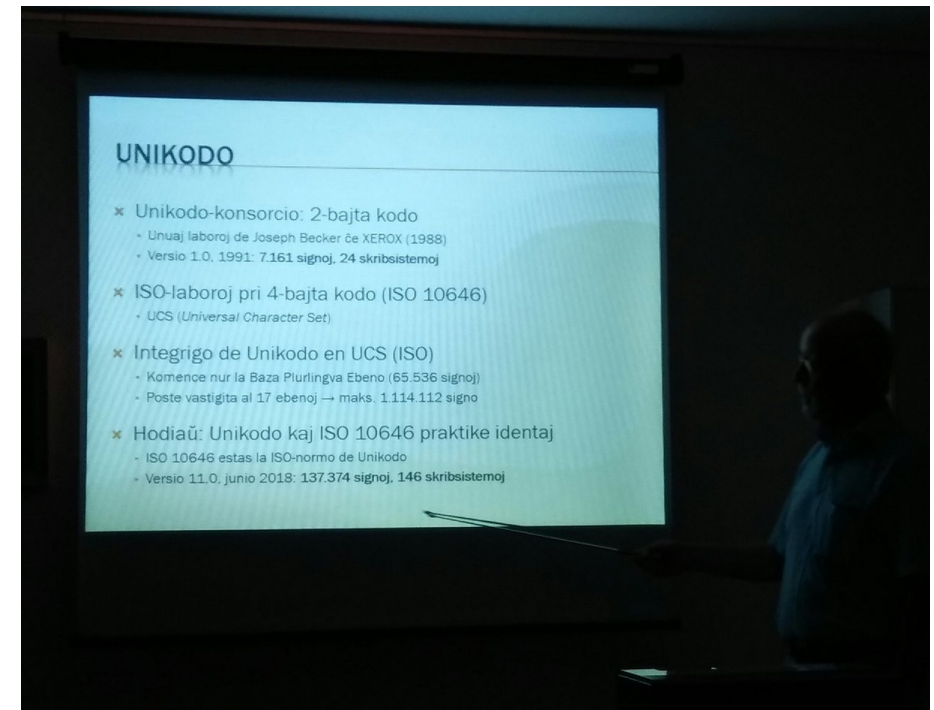 UNIKODO
Unikodo-konsorcio: 2-bajta kodo
Unuaj laboroj de Joseph Becker ĉe XEROX (1988)
Versio 1.0, 1991: 7.161 signoj, 24 skribsistemoj
ISO-laboroj pri 4-bajta kodo (ISO 10646)
UCS (Universal Character Set)
Integrigo de Unikodo en UCS (ISO)
Komence nur la Baza Plurlingva Ebeno (65.536 signoj)
Poste vastigita al 17 ebenoj → maks. 1.114.112 signo
Hodiaŭ: Unikodo kaj ISO 10646 praktike identaj
ISO 10646 estas la ISO-normo de Unikodo
Versio 11.0, junio 2018: 137.374 signoj, 146 skribsistemoj